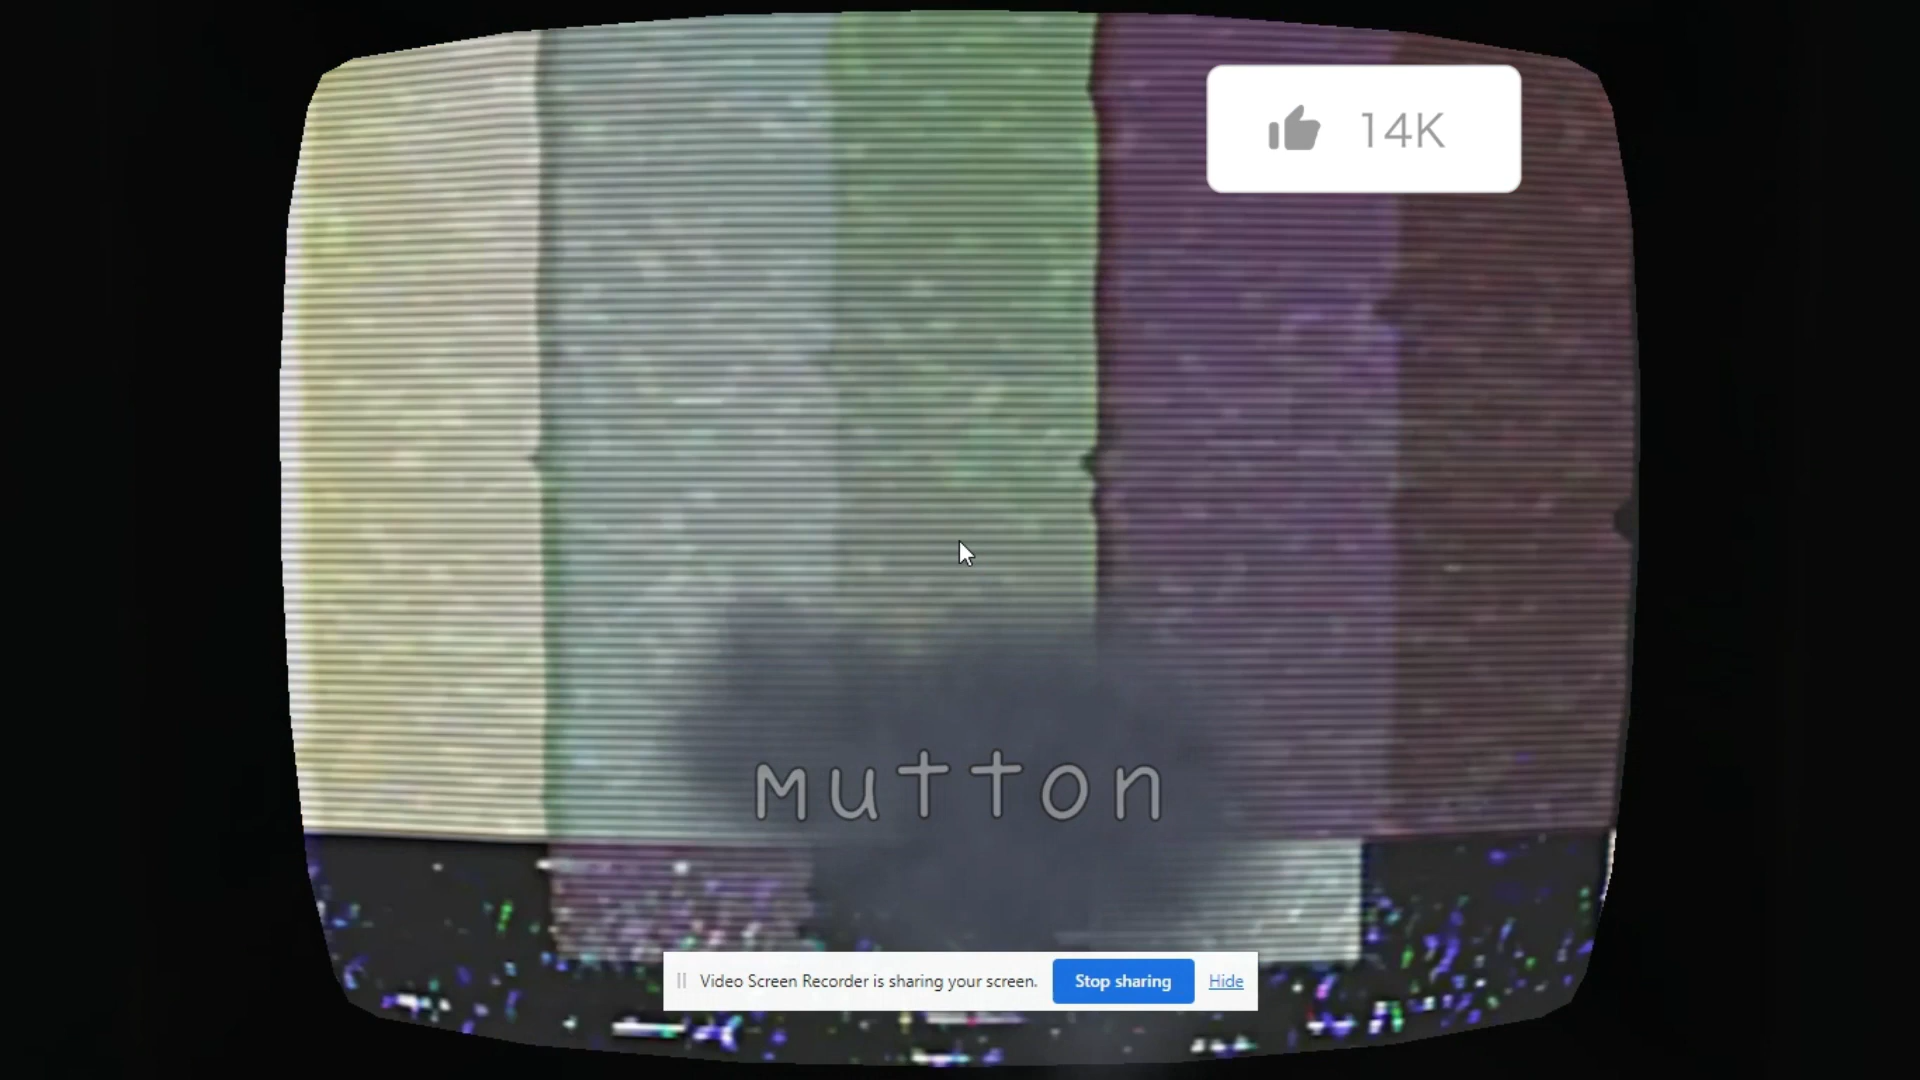 14K
mutton
Video Screen Recorder is sharing your screen.
Stop sharing
Hide